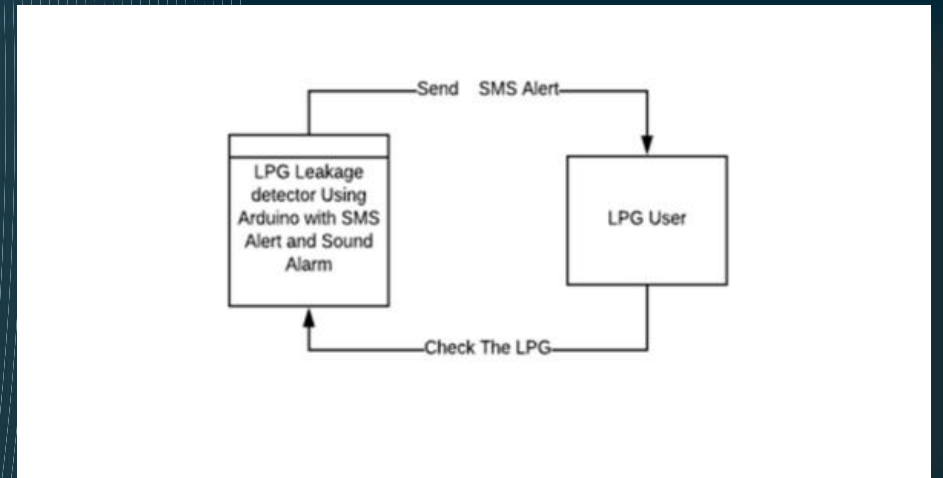 Send SMS Alert
LPG Leakage
detector Using
Arduino with SMS
Alert and Sound
Alarm
LPG User
Check The LPG